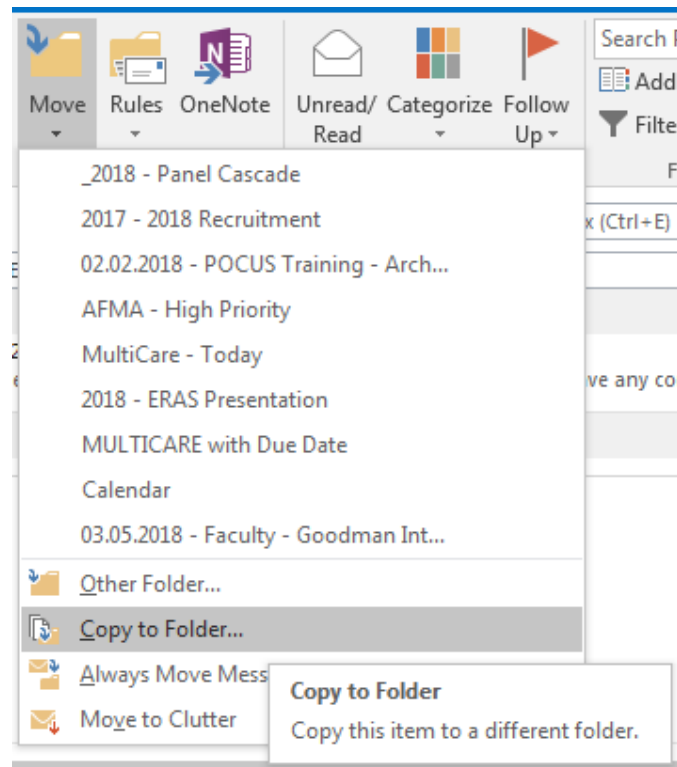 Search
Move Rules OneNote Unread/ Categorize Follow
Read Up
Add
Filte
_2018 - Panel Cascade
2017 - 2018 Recruitment
(Ctrl+E)
02.02.2018 - POCUS Training - Arch...
AFMA - High Priority
MultiCare - Today
2018 - ERAS Presentation
ve any co
MULTICARE with Due Date
Calendar
03.05.2018 - Faculty - Goodman Int...
Other Folder...
Copy to Folder...
Always Move Mess
Move to Clutter
Copy to Folder
Copy this item to a different folder.